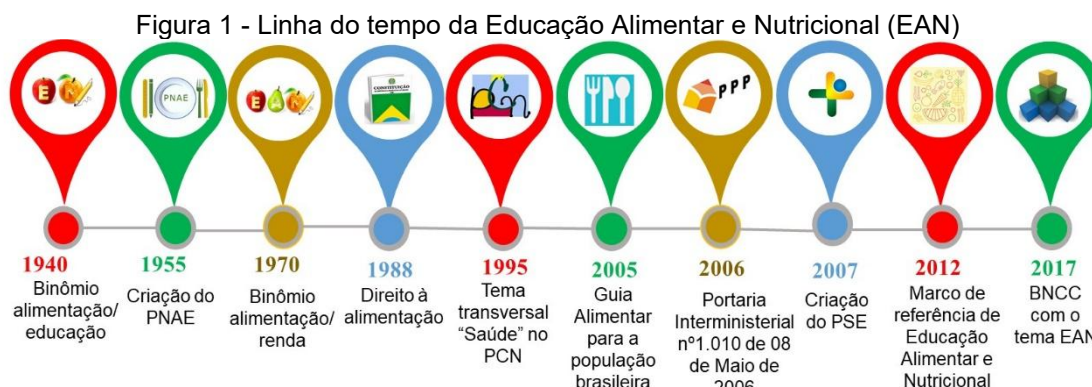 Figura 1 - Linha do tempo da Educação Alimentar e Nutricional (EAN)
E
PNAE
E A
CONSTITUIÇÃO
PPP
1940
Binômio
alimentação/
educação
1955
Criação do
PNAE
1970
Binômio
alimentação/
renda
1988
Direito à
alimentação
1995
Tema
transversal
“Saúde” no
PCN
2005
Guia
Alimentar
para a
população
brasileira
2006
Portaria
Interministerial
nº1.010 de 08
de Maio de
2006
2007
Criação
do PSE
2012
Marco de
referência de
Educação
Alimentar e
Nutricional
2017
BNCC
com o
tema EAN